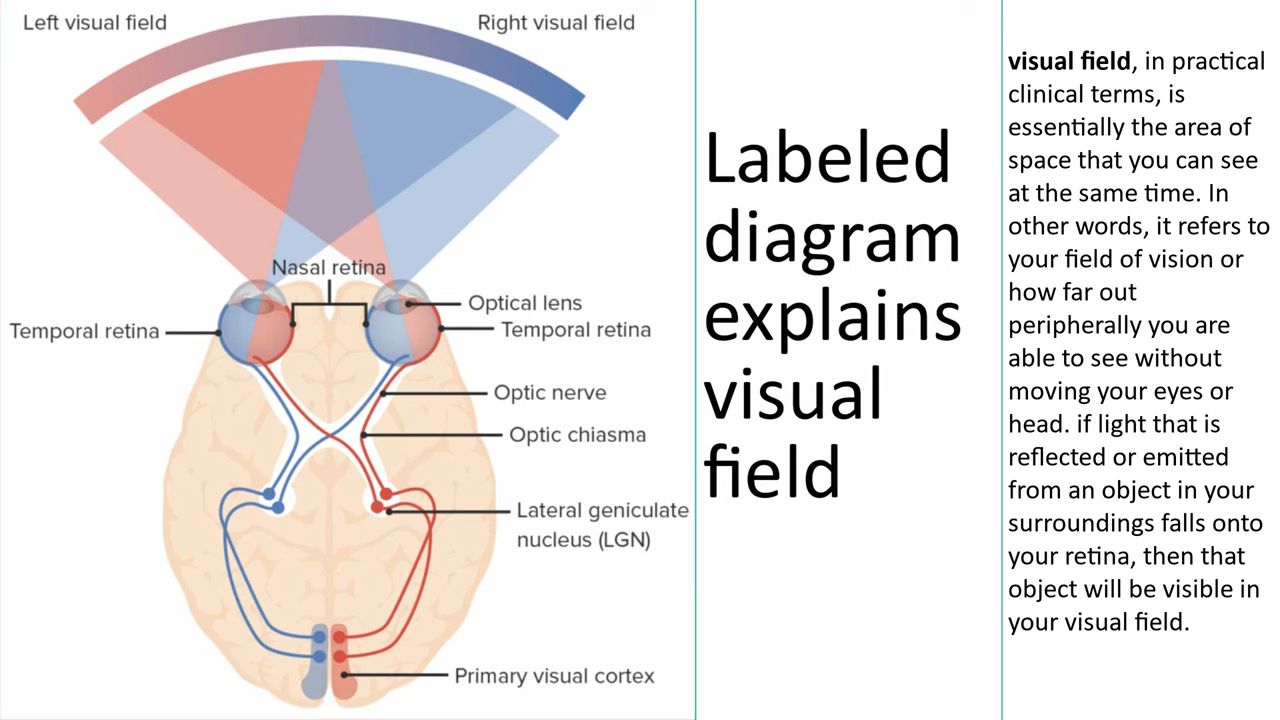 Left visual field
Right visual field
Nasal retina
Optical lens
Temporal retina
Temporal retina
Optic nerve
Optic chiasma
Lateral geniculate
nucleus (LGN)
Primary visual cortex
Labeled
diagram
explains
visual
field
visual field, in practical
clinical terms, is
essentially the area of
space that you can see
at the same time. In
other words, it refers to
your field of vision or
how far out
peripherally you are
able to see without
moving your eyes or
head. if light that is
reflected or emitted
from an object in your
surroundings falls onto
your retina, then that
object will be visible in
your visual field.